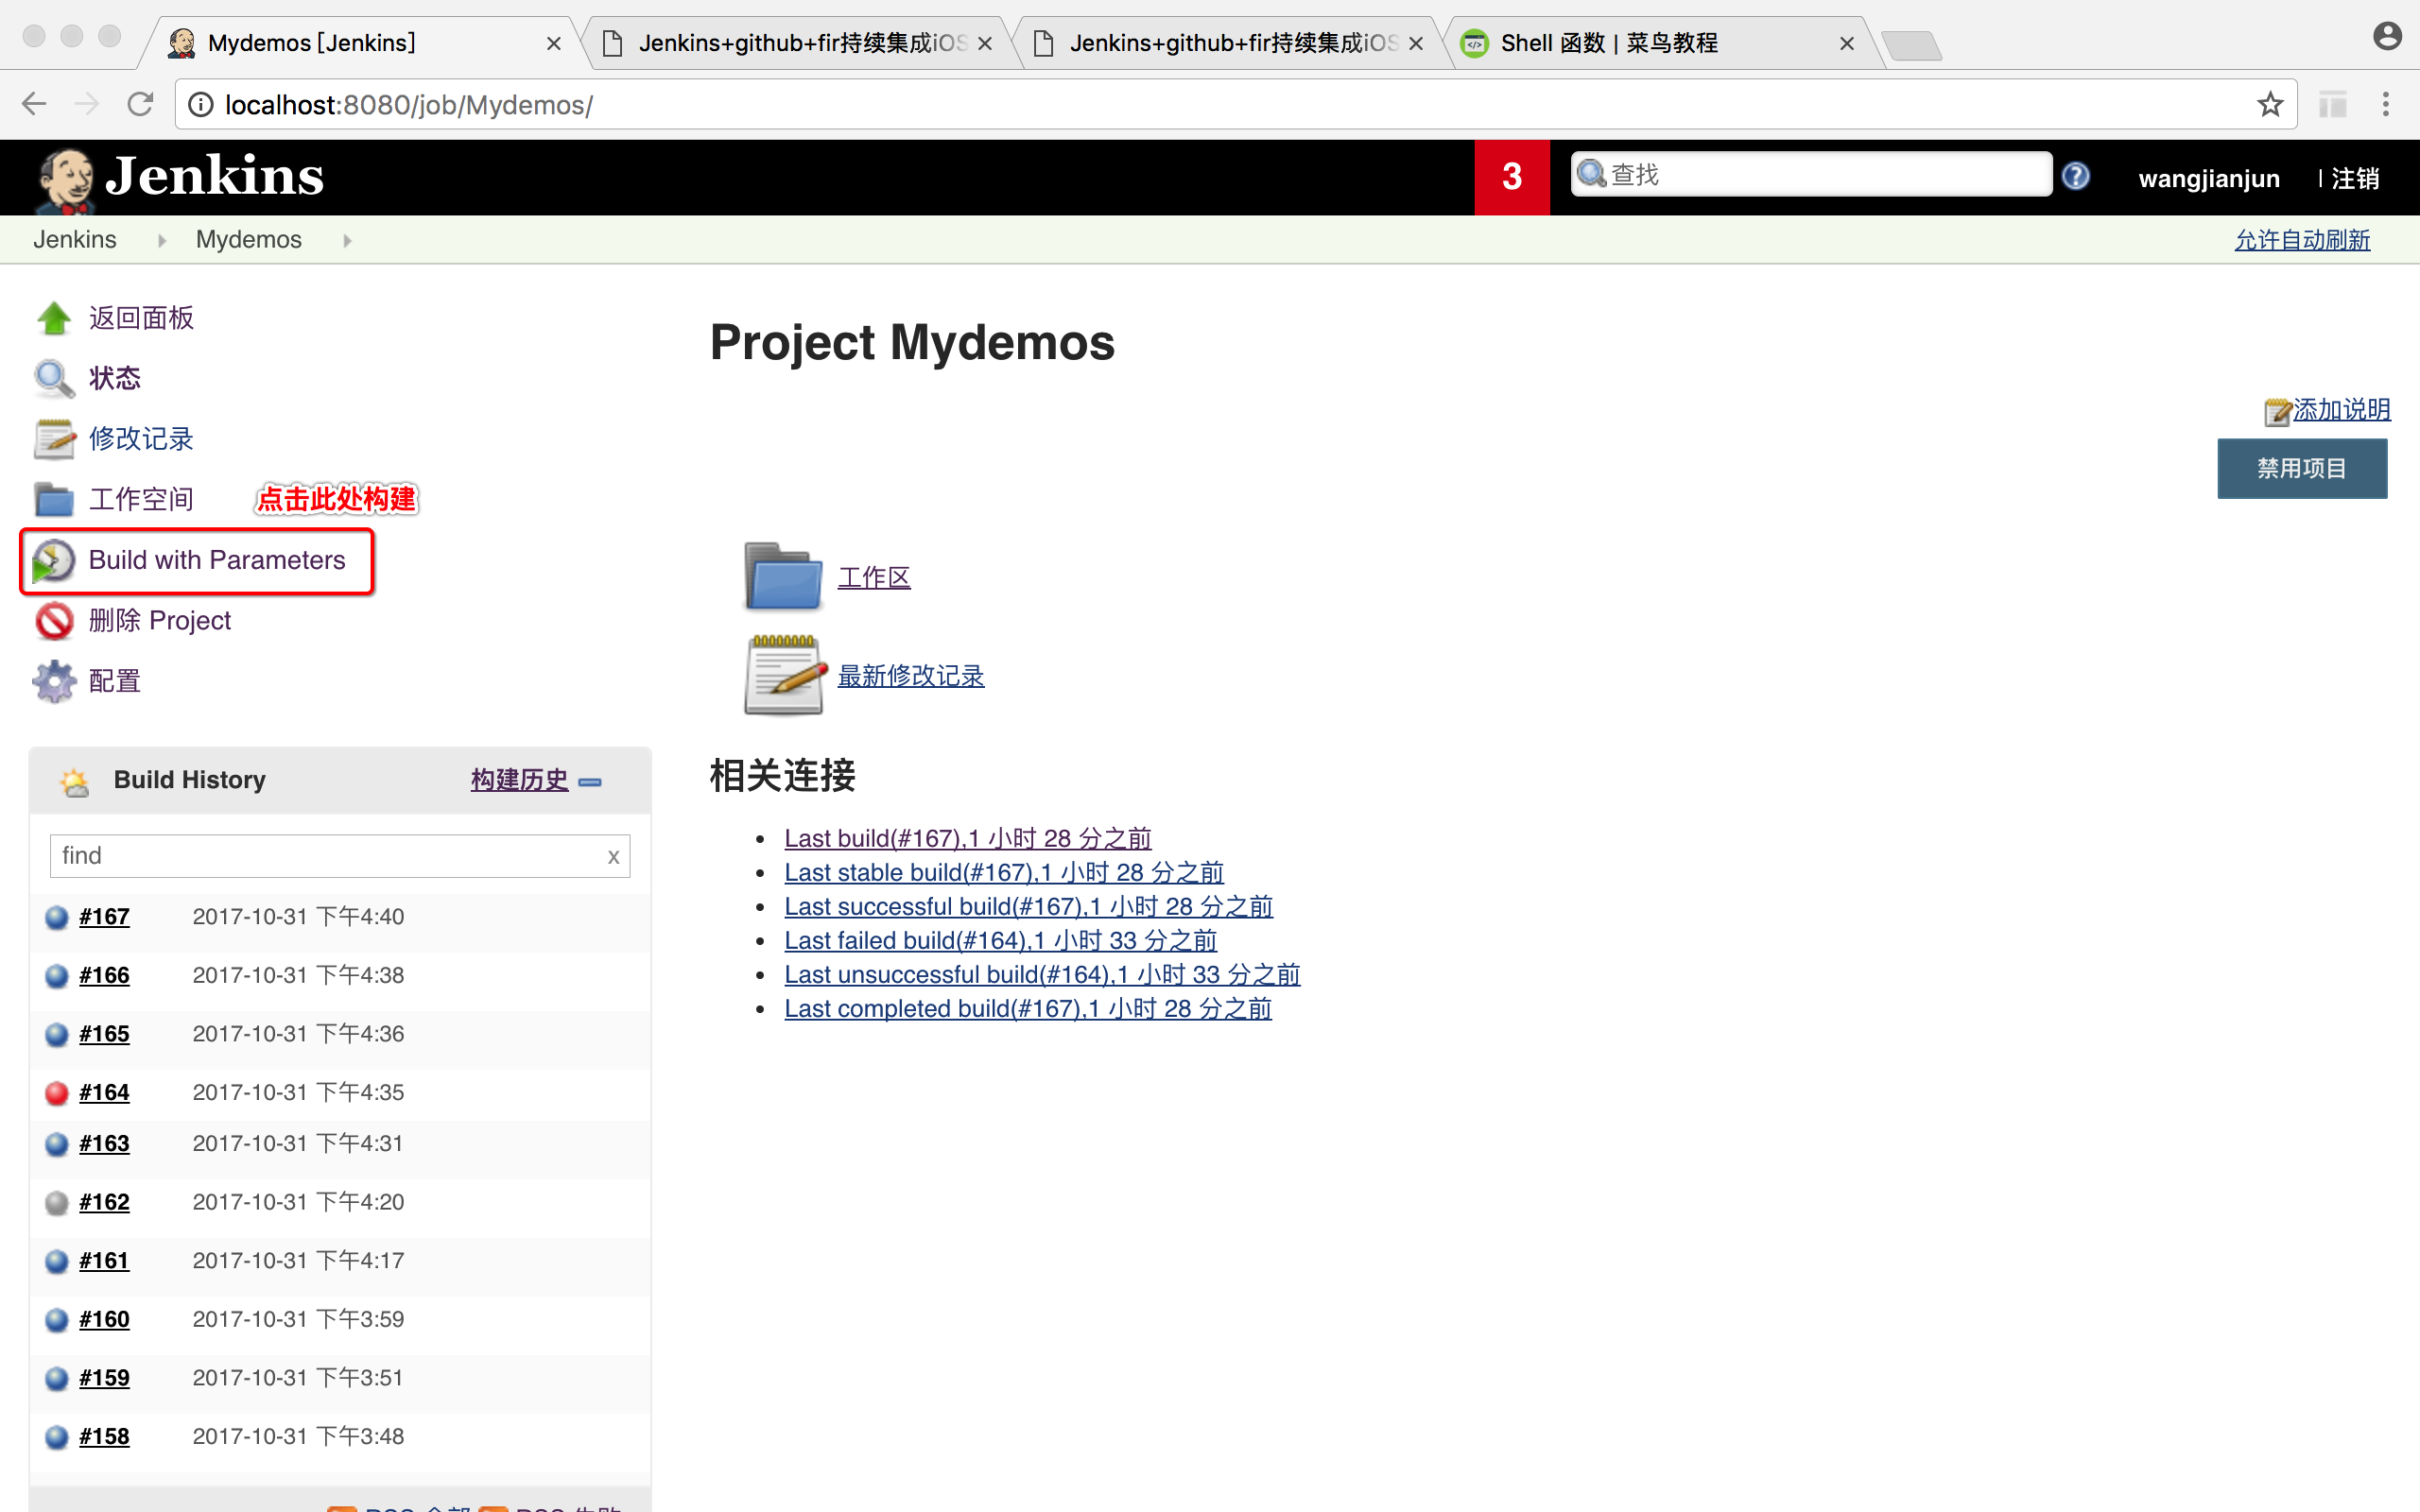 Mydemos [Jenkins]
Jenkins+github+fir持续集成iOS
Jenkins+github+fir持续集成iOS
Shell 函数 | 菜鸟教程
localhost:8080/job/Mydemos/
Jenkins
3
查找
wangjianjun
| 注销
Jenkins
Mydemos
允许自动刷新
返回面板
状态
修改记录
工作空间
点击此处构建
Build with Parameters
删除 Project
配置
Project Mydemos
添加说明
禁用项目
工作区
最新修改记录
相关连接
Last build(#167),1 小时 28 分之前
Last stable build(#167),1 小时 28 分之前
Last successful build(#167),1 小时 28 分之前
Last failed build(#164),1 小时 33 分之前
Last unsuccessful build(#164),1 小时 33 分之前
Last completed build(#167),1 小时 28 分之前
Build History
构建历史
find
x
#167 2017-10-31 下午4:40
#166 2017-10-31 下午4:38
#165 2017-10-31 下午4:36
#164 2017-10-31 下午4:35
#163 2017-10-31 下午4:31
#162 2017-10-31 下午4:20
#161 2017-10-31 下午4:17
#160 2017-10-31 下午3:59
#159 2017-10-31 下午3:51
#158 2017-10-31 下午3:48
RSS 全部 RSS 失败